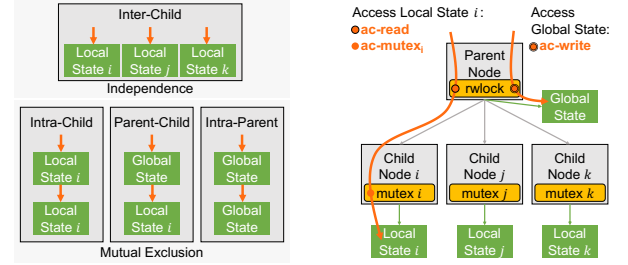 Inter-Child
Local Local Local
State i State j State k
Independence
Intra-Child Parent-Child Intra-Parent
Local Global Global
State i State State
Local Local Global
State i State i State
Mutual Exclusion
Access Local State i :
ac-read
ac-mutexᵢ
Access
Global State:
ac-write
Parent
Node
rwlock
Global
State
Child Child Child
Node i Node j Node k
mutex i mutex j mutex k
Local Local Local
State i State j State k